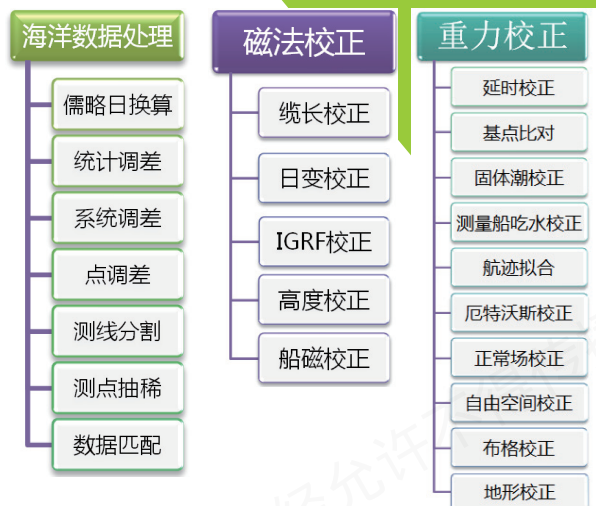 海洋数据处理
儒略日换算
统计调差
系统调差
点调差
测线分割
测点抽稀
数据匹配
磁法校正
缆长校正
日变校正
IGRF校正
高度校正
船磁校正
重力校正
延时校正
基点比对
固体潮校正
测量船吃水校正
航迹拟合
厄特沃斯校正
正常场校正
自由空间校正
布格校正
地形校正